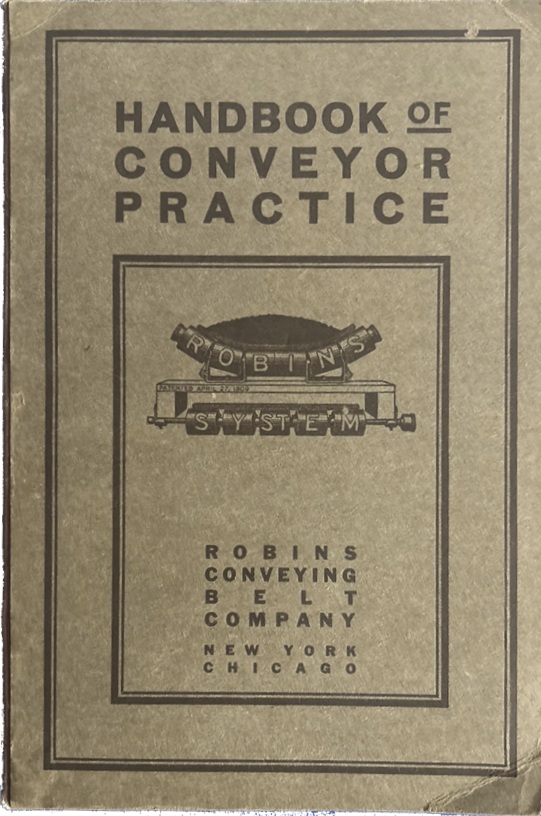 HANDBOOK OF
CONVEYOR
PRACTICE
ROBINS
PATENTED APRIL 27, 1909
SYSTEM
ROBINS
CONVEYING
BELT
COMPANY
NEW YORK
CHICAGO